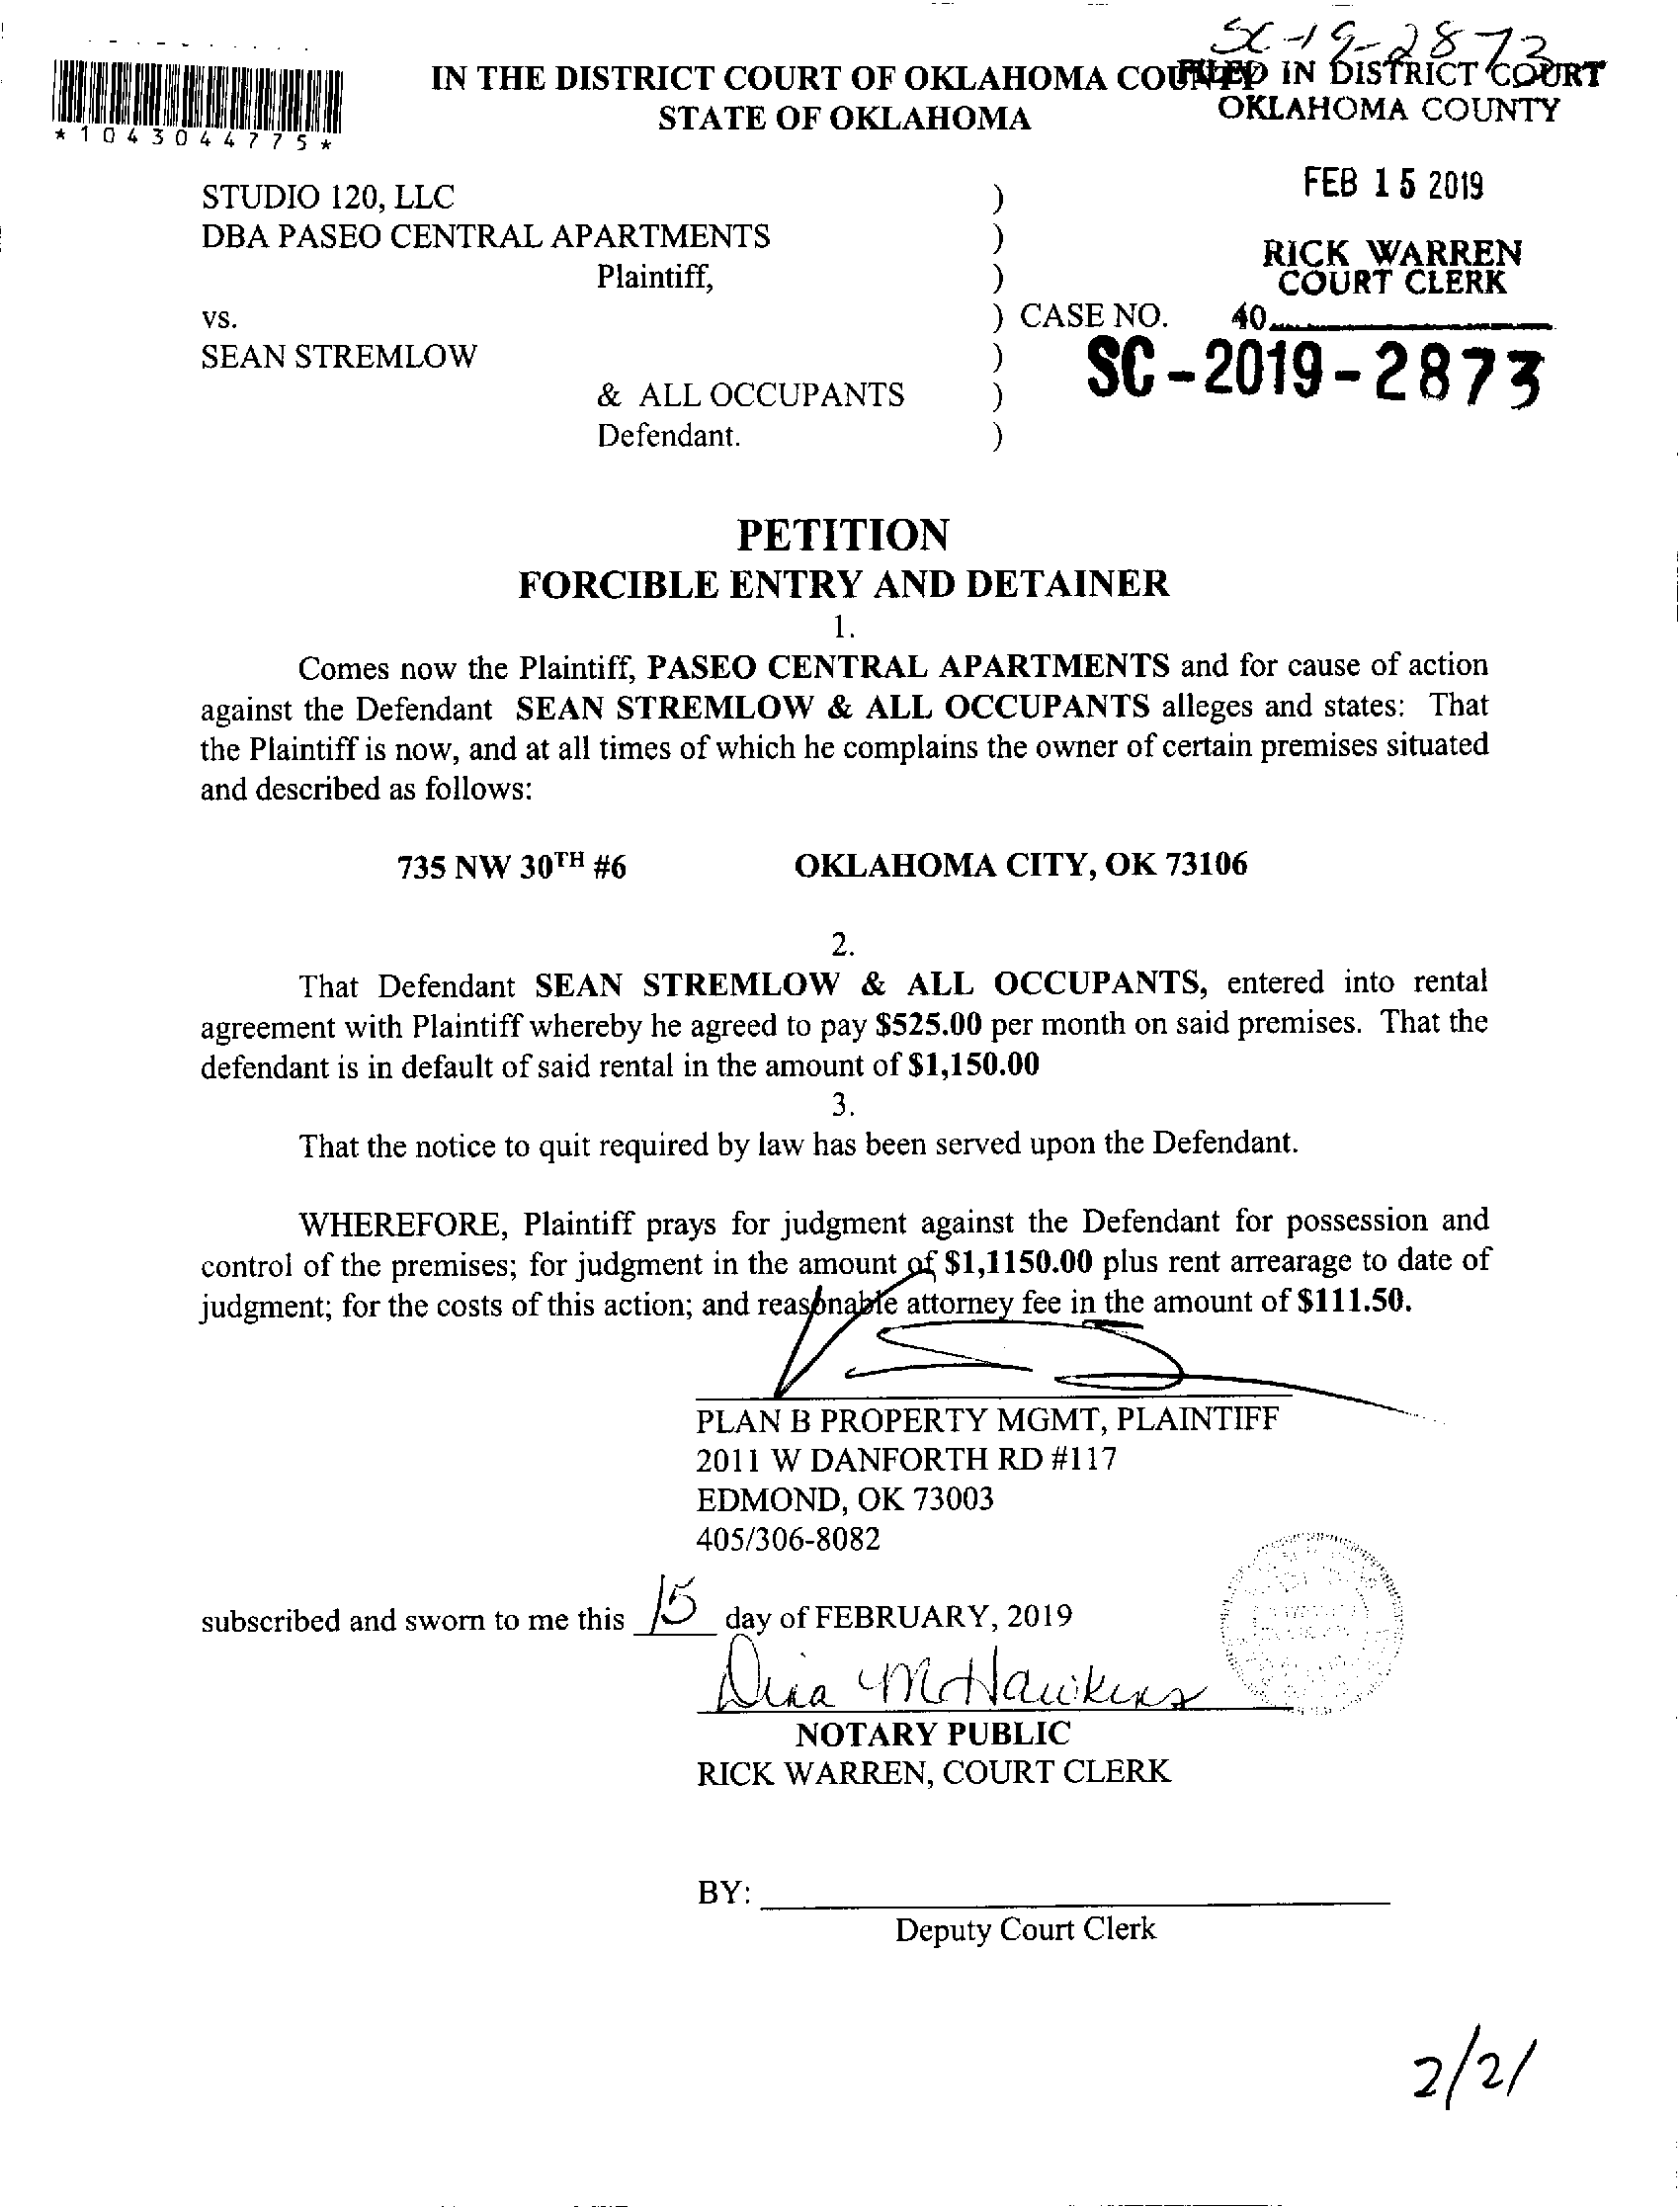 SC-19-2873
IN THE DISTRICT COURT OF OKLAHOMA COUNTY
FILED IN DISTRICT COURT
STATE OF OKLAHOMA
OKLAHOMA COUNTY
*1043044775*
FEB 15 2019
STUDIO 120, LLC )
DBA PASEO CENTRAL APARTMENTS )
RICK WARREN
COURT CLERK
Plaintiff, )
vs. ) CASE NO.
40
SEAN STREMLOW )
SC-2019-2873
& ALL OCCUPANTS )
Defendant. )
PETITION
FORCIBLE ENTRY AND DETAINER
1.
Comes now the Plaintiff, PASEO CENTRAL APARTMENTS and for cause of action
against the Defendant SEAN STREMLOW & ALL OCCUPANTS alleges and states: That
the Plaintiff is now, and at all times of which he complains the owner of certain premises situated
and described as follows:
735 NW 30TH #6 OKLAHOMA CITY, OK 73106
2.
That Defendant SEAN STREMLOW & ALL OCCUPANTS, entered into rental
agreement with Plaintiff whereby he agreed to pay $525.00 per month on said premises. That the
defendant is in default of said rental in the amount of $1,150.00
3.
That the notice to quit required by law has been served upon the Defendant.
WHEREFORE, Plaintiff prays for judgment against the Defendant for possession and
control of the premises; for judgment in the amount of $1,1150.00 plus rent arrearage to date of
judgment; for the costs of this action; and reasonable attorney fee in the amount of $111.50.
PLAN B PROPERTY MGMT, PLAINTIFF
2011 W DANFORTH RD #117
EDMOND, OK 73003
405/306-8082
subscribed and sworn to me this 15 day of FEBRUARY, 2019
NOTARY PUBLIC
RICK WARREN, COURT CLERK
BY:
Deputy Court Clerk
2/21